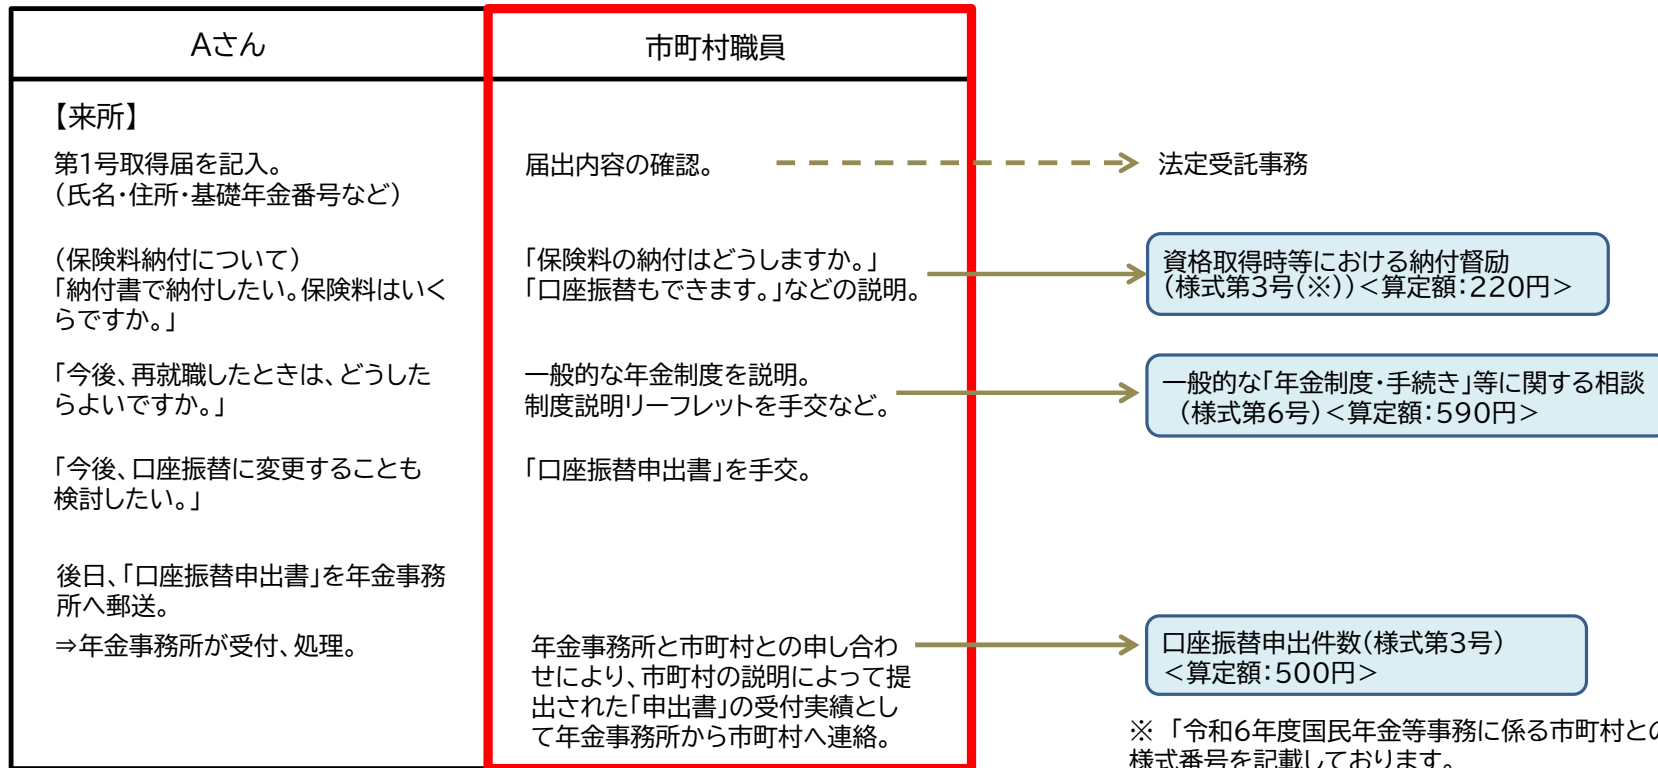 Aさん
市町村職員
【来所】
第1号取得届を記入。
(氏名・住所・基礎年金番号など)
届出内容の確認。
法定受託事務
(保険料納付について)
「納付書で納付したい。保険料はいく
らですか。」
「保険料の納付はどうしますか。」
「口座振替もできます。」などの説明。
資格取得時等における納付督励
(様式第3号(※))<算定額:220円>
「今後、再就職したときは、どうした
らよいですか。」
一般的な年金制度を説明。
制度説明リーフレットを手交など。
一般的な「年金制度・手続き」等に関する相談
(様式第6号)<算定額:590円>
「今後、口座振替に変更することも
検討したい。」
「口座振替申出書」を手交。
後日、「口座振替申出書」を年金事務
所へ郵送。
⇒年金事務所が受付、処理。
年金事務所と市町村との申し合わ
せにより、市町村の説明によって提
出された「申出書」の受付実績とし
て年金事務所から市町村へ連絡。
口座振替申出件数(様式第3号)
<算定額:500円>
※ 「令和6年度国民年金等事務に係る市町村との
様式番号を記載しております。